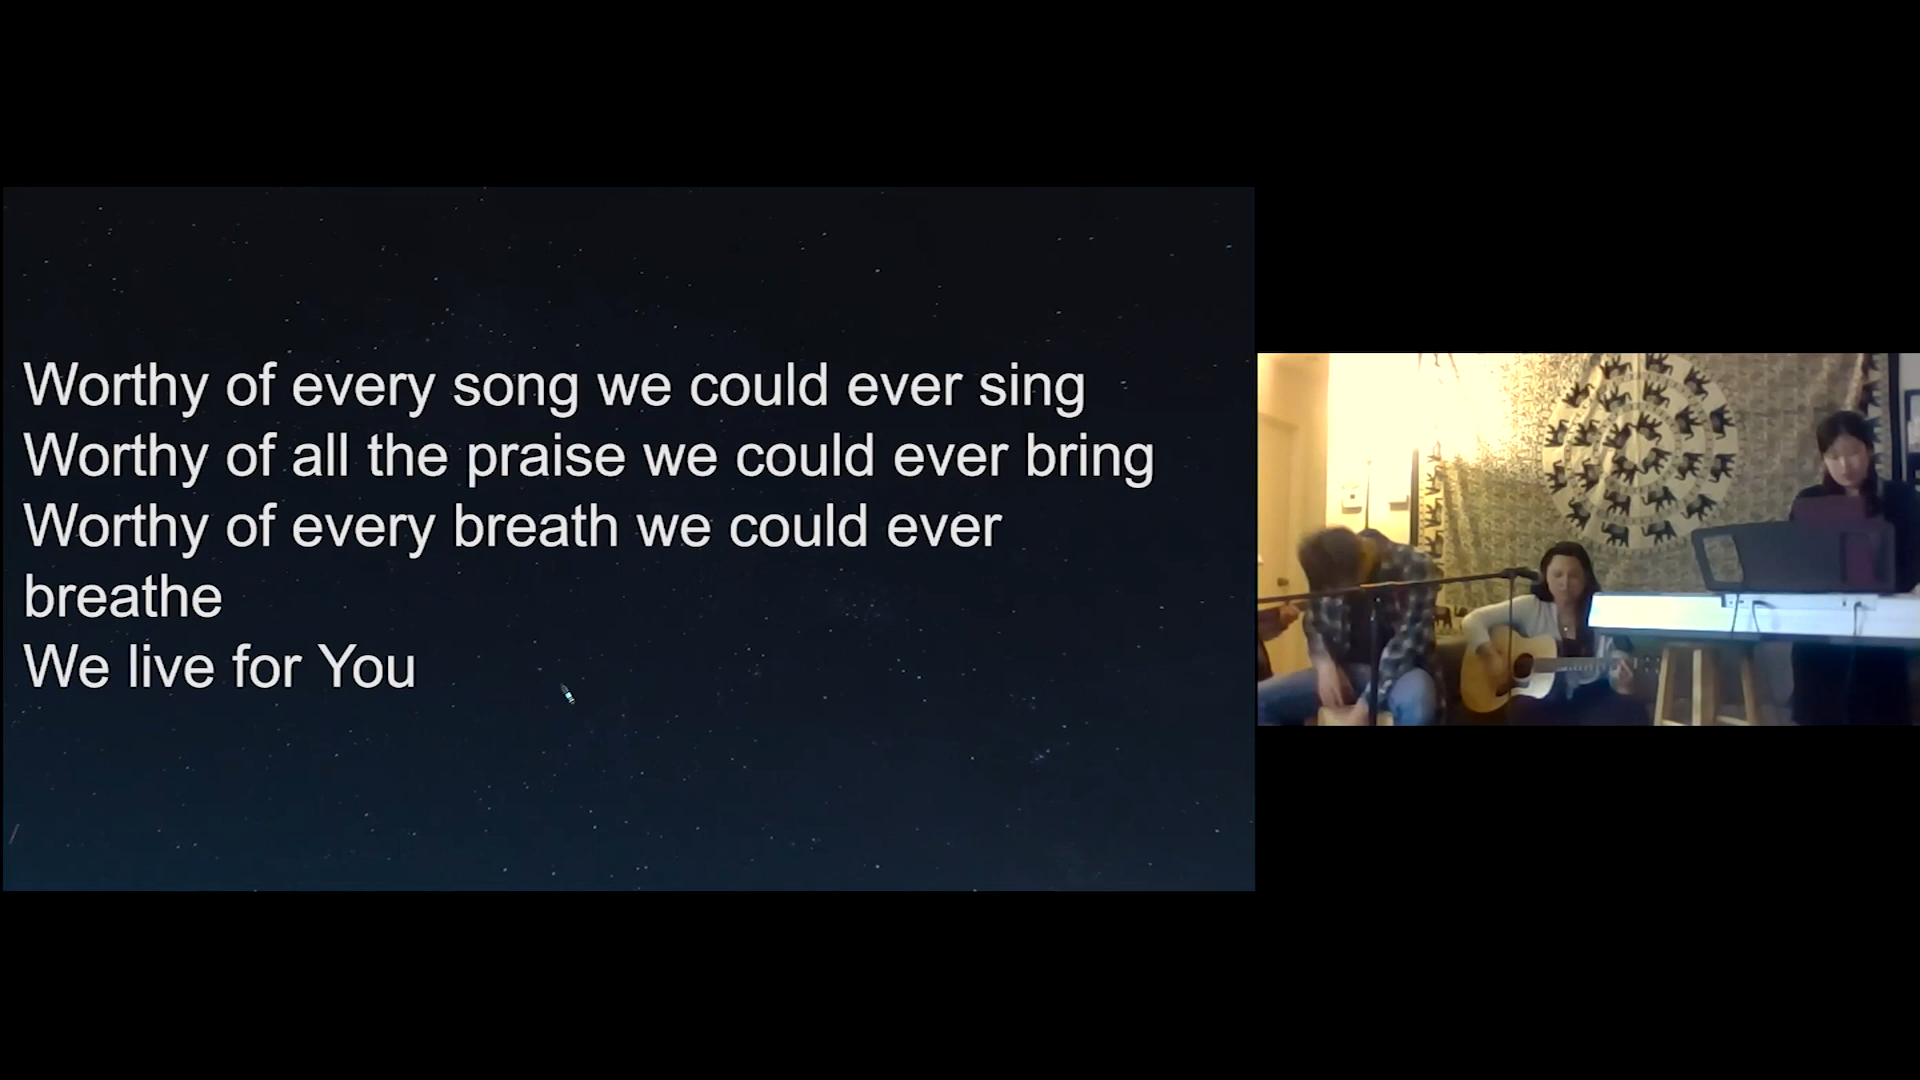 Worthy of every song we could ever sing
Worthy of all the praise we could ever bring
Worthy of every breath we could ever
breathe
We live for You